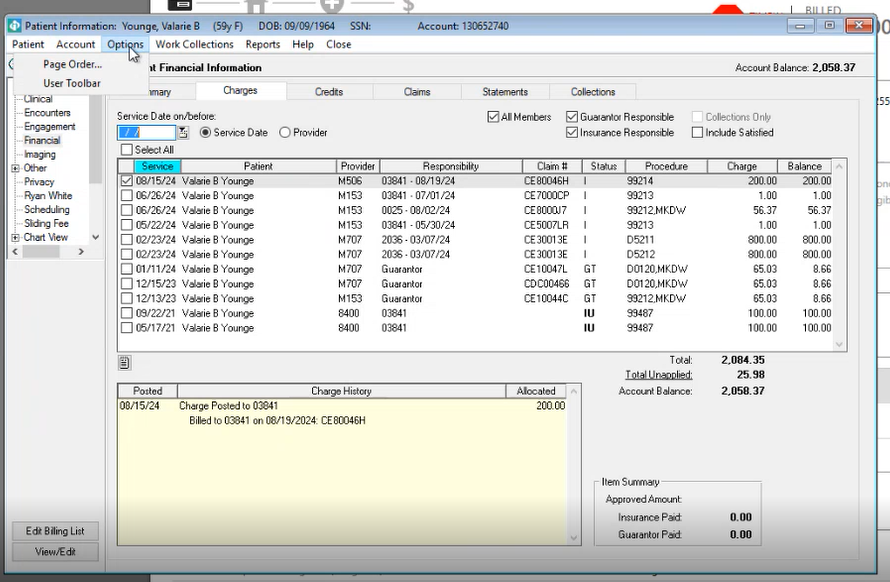 BILLED
Patient Information: Younge, Valarie B (59y F) DOB: 09/09/1964 SSN: Account: 130652740
Patient Account Options Work Collections Reports Help Close
Page Order...
User Toolbar
t Financial Information Account Balance: 2,058.37
mary Charges Credits Claims Statements Collections
Clinical
Encounters
Engagement
Financial
Imaging
Other
Privacy
Ryan White
Scheduling
Sliding Fee
Chart View
Service Date on/before:
/ /
Service Date Provider
All Members Guarantor Responsible Collections Only
Insurance Responsible Include Satisfied
Select All
Service Patient Provider Responsibility Claim # Status Procedure Charge Balance
08/15/24 Valarie B Younge M506 03841 - 08/19/24 CE80046H I 99214 200.00 200.00
06/26/24 Valarie B Younge M153 03841 - 07/01/24 CE7000CP I 99213 1.00 1.00
06/26/24 Valarie B Younge M153 0025 - 08/02/24 CE8000J7 I 99212,MKDW 56.37 56.37
05/22/24 Valarie B Younge M153 03841 - 05/30/24 CE5007LR I 99213 1.00 1.00
02/23/24 Valarie B Younge M707 2036 - 03/07/24 CE30013E I D5211 800.00 800.00
02/23/24 Valarie B Younge M707 2036 - 03/07/24 CE30013E I D5212 800.00 800.00
01/11/24 Valarie B Younge M707 Guarantor CE10047L GT D0120,MKDW 65.03 8.66
12/15/23 Valarie B Younge M707 Guarantor CDC00466 GT D0120,MKDW 65.03 8.66
12/13/23 Valarie B Younge M153 Guarantor CE10044C GT 99212,MKDW 65.03 8.66
09/22/21 Valarie B Younge 8400 03841 IU 99487 100.00 100.00
05/17/21 Valarie B Younge 8400 03841 IU 99487 100.00 100.00
Total: 2,084.35
Total Unapplied: 25.98
Account Balance: 2,058.37
Posted Charge History Allocated
08/15/24 Charge Posted to 03841 200.00
Billed to 03841 on 08/19/2024: CE80046H
Item Summary
Approved Amount:
Insurance Paid: 0.00
Guarantor Paid: 0.00
Edit Billing List
View/Edit